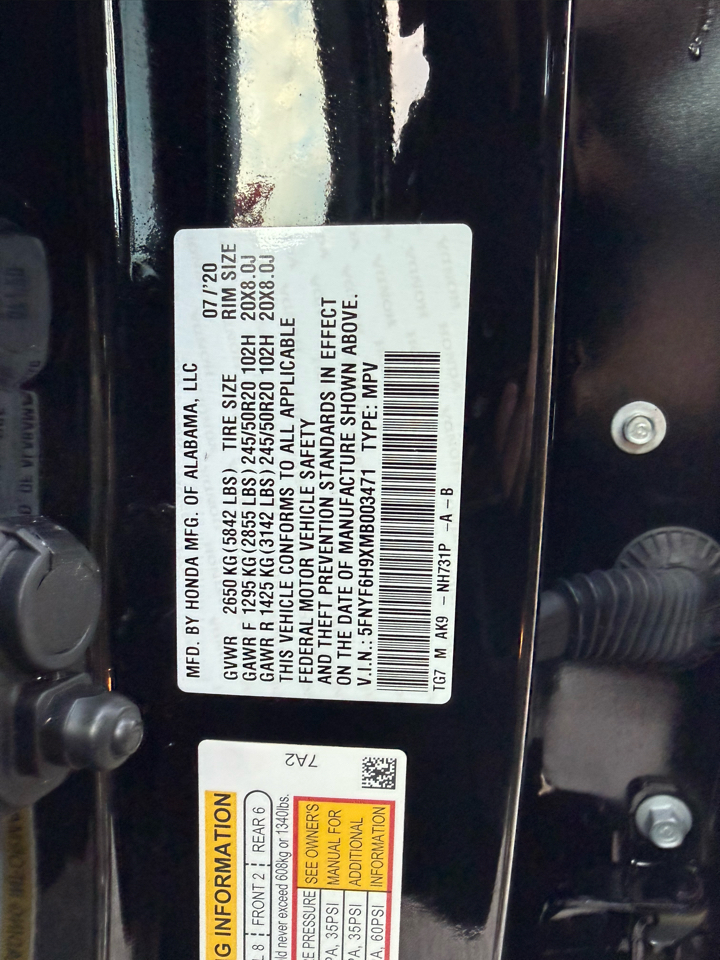 MFD. BY HONDA MFG. OF ALABAMA, LLC 07/'20
GVWR 2650 KG(5842 LBS) TIRE SIZE RIM SIZE
GAWR F 1295 KG(2855 LBS) 245/50R20 102H 20X8.0J
GAWR R 1425 KG(3142 LBS) 245/50R20 102H 20X8.0J
THIS VEHICLE CONFORMS TO ALL APPLICABLE
FEDERAL MOTOR VEHICLE SAFETY
AND THEFT PREVENTION STANDARDS IN EFFECT
ON THE DATE OF MANUFACTURE SHOWN ABOVE.
V.I.N.: 5FNYF6H9XMB003471 TYPE: MPV
TG7 M AK9 - NH731P -A-B
7A2
NG INFORMATION
L 8 FRONT 2 REAR 6
ld never exceed 608kg or 1340lbs.
E PRESSURE SEE OWNER'S
PA, 35PSI MANUAL FOR
PA, 35PSI ADDITIONAL
A, 60PSI INFORMATION